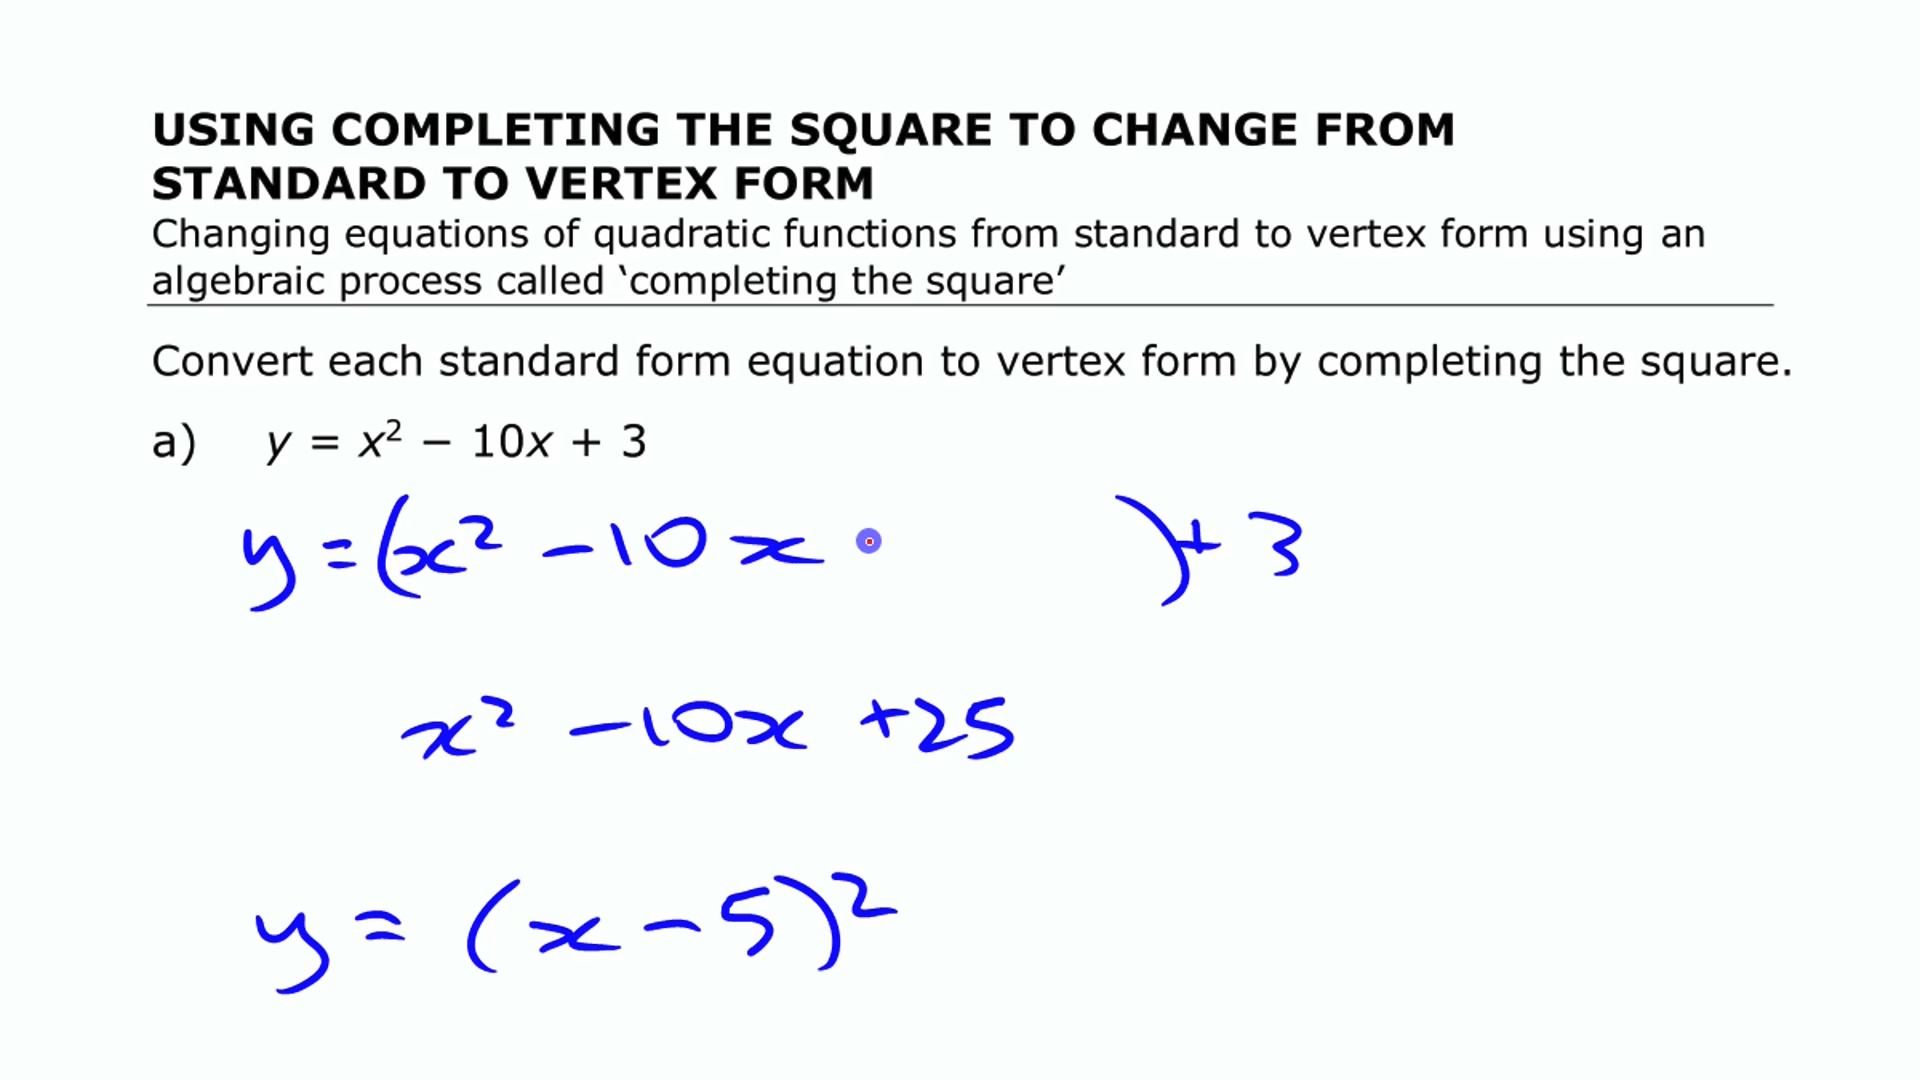 USING COMPLETING THE SQUARE TO CHANGE FROM
STANDARD TO VERTEX FORM
Changing equations of quadratic functions from standard to vertex form using an
algebraic process called ‘completing the square’
Convert each standard form equation to vertex form by completing the square.
a) y = x² − 10x + 3
y = (x² − 10x ) + 3
x² − 10x + 25
y = (x − 5)²